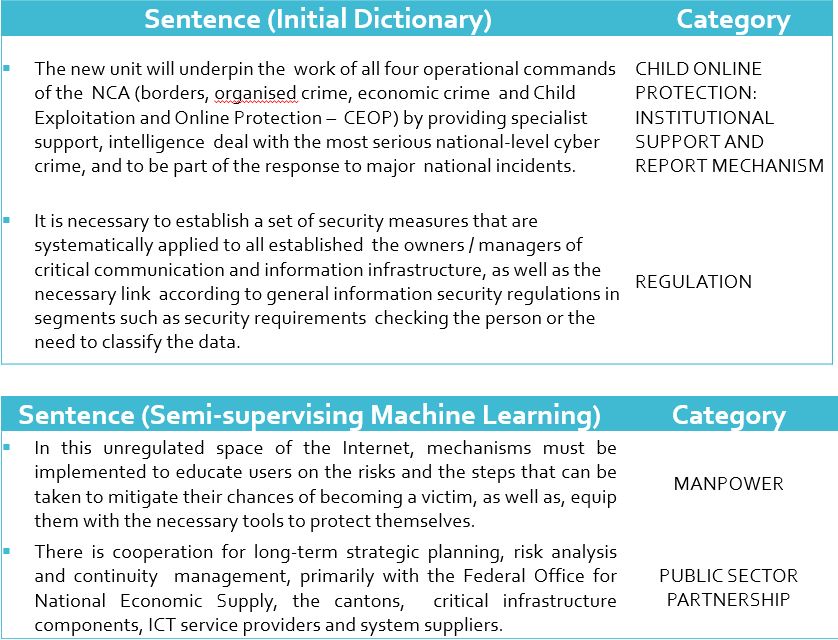 Sentence (Initial Dictionary) Category
The new unit will underpin the work of all four operational commands
of the NCA (borders, organised crime, economic crime and Child
Exploitation and Online Protection – CEOP) by providing specialist
support, intelligence deal with the most serious national-level cyber
crime, and to be part of the response to major national incidents.
CHILD ONLINE
PROTECTION:
INSTITUTIONAL
SUPPORT AND
REPORT MECHANISM
It is necessary to establish a set of security measures that are
systematically applied to all established the owners / managers of
critical communication and information infrastructure, as well as the
necessary link according to general information security regulations in
segments such as security requirements checking the person or the
need to classify the data.
REGULATION
Sentence (Semi-supervising Machine Learning) Category
In this unregulated space of the Internet, mechanisms must be
implemented to educate users on the risks and the steps that can be
taken to mitigate their chances of becoming a victim, as well as, equip
them with the necessary tools to protect themselves.
MANPOWER
There is cooperation for long-term strategic planning, risk analysis
and continuity management, primarily with the Federal Office for
National Economic Supply, the cantons, critical infrastructure
components, ICT service providers and system suppliers.
PUBLIC SECTOR
PARTNERSHIP